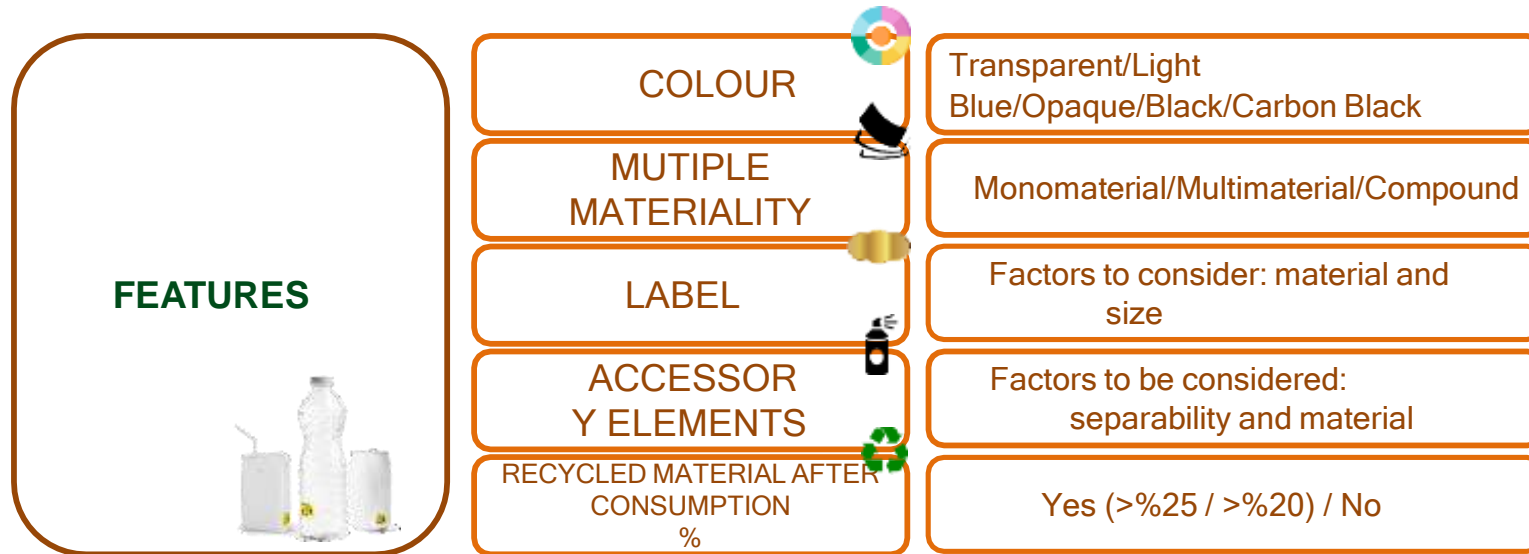 FEATURES
COLOUR
Transparent/Light
Blue/Opaque/Black/Carbon Black
MUTIPLE
MATERIALITY
Monomaterial/Multimaterial/Compound
LABEL
Factors to consider: material and
size
ACCESSOR
Y ELEMENTS
Factors to be considered:
separability and material
RECYCLED MATERIAL AFTER
CONSUMPTION
%
Yes (>%25 / >%20) / No